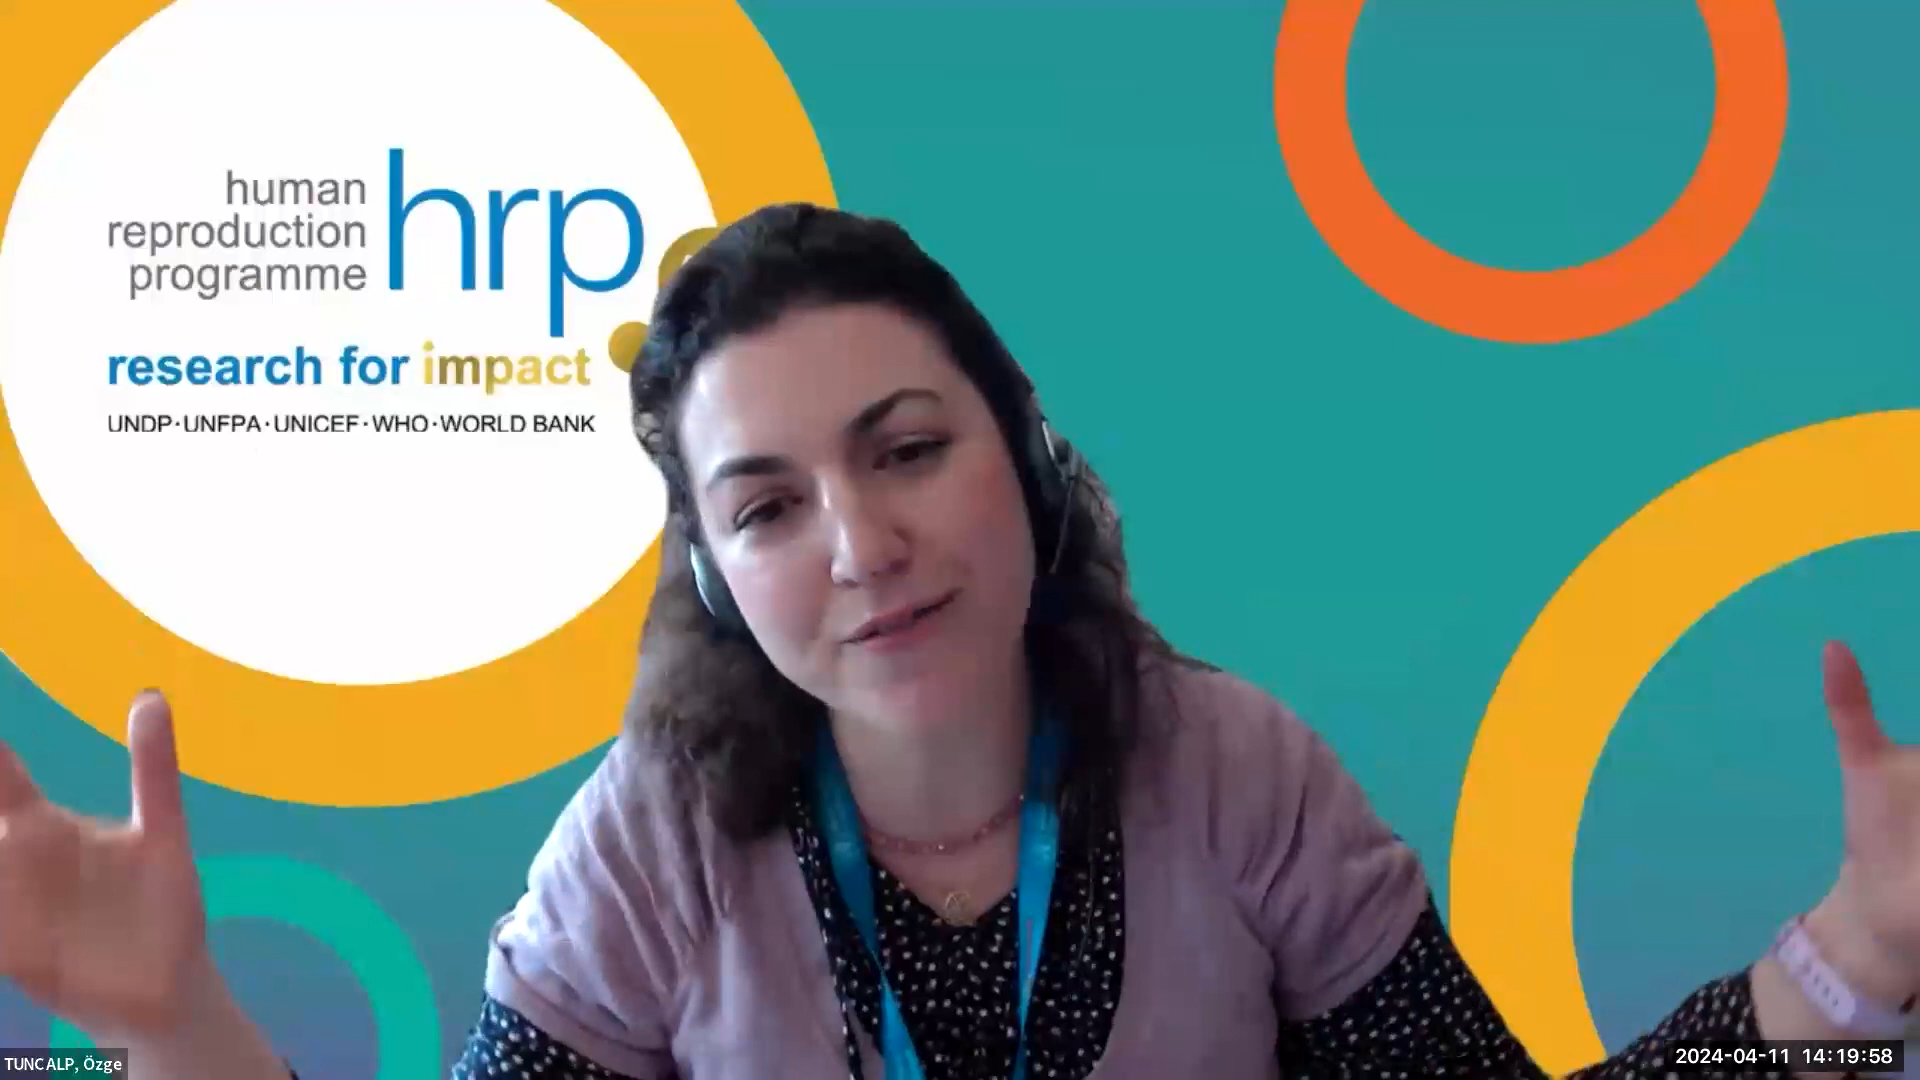 human
reproduction
programme
hrp
research for impact
UNDP·UNFPA·UNICEF·WHO·WORLD BANK
TUNCALP, Özge
2024-04-11 14:19:58